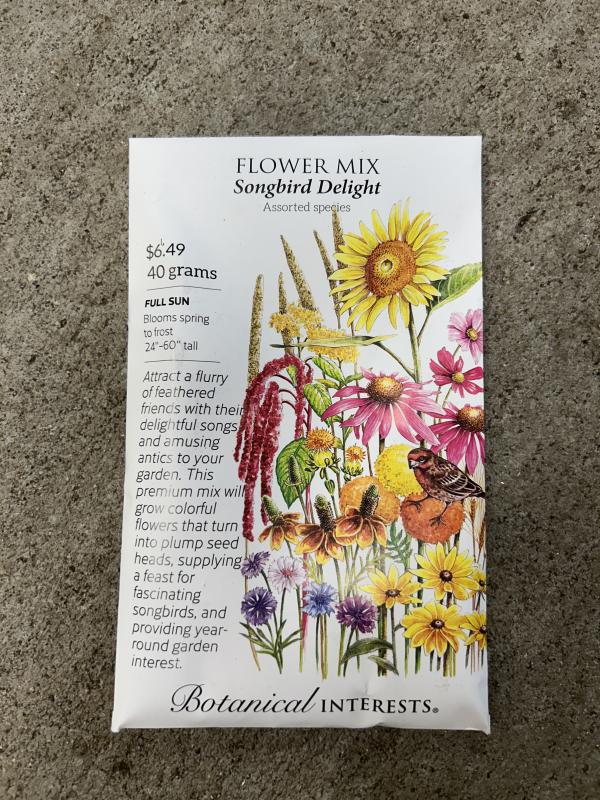 FLOWER MIX
Songbird Delight
Assorted species
$6.49
40 grams
FULL SUN
Blooms spring
to frost
24"-60" tall
Attract a flurry
of feathered
friends with their
delightful songs
and amusing
antics to your
garden. This
premium mix will
grow colorful
flowers that turn
into plump seed
heads, supplying
a feast for
fascinating
songbirds, and
providing year-
round garden
interest.
Botanical INTERESTS®